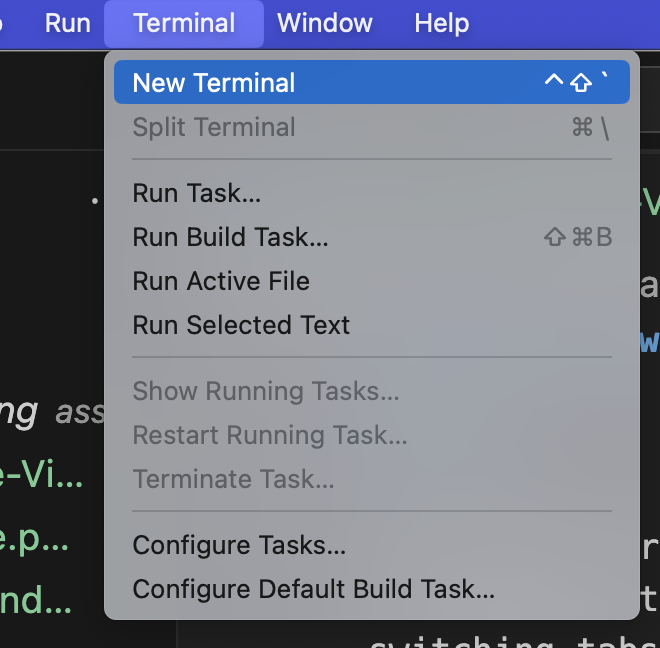 Run Terminal Window Help
New Terminal ^⇧`
Split Terminal ⌘\
Run Task...
Run Build Task... ⇧⌘B
Run Active File
Run Selected Text
Show Running Tasks...
ng ass
Restart Running Task...
e-Vi...
Terminate Task...
e.p...
Configure Tasks...
nd...
Configure Default Build Task...
switching tabs